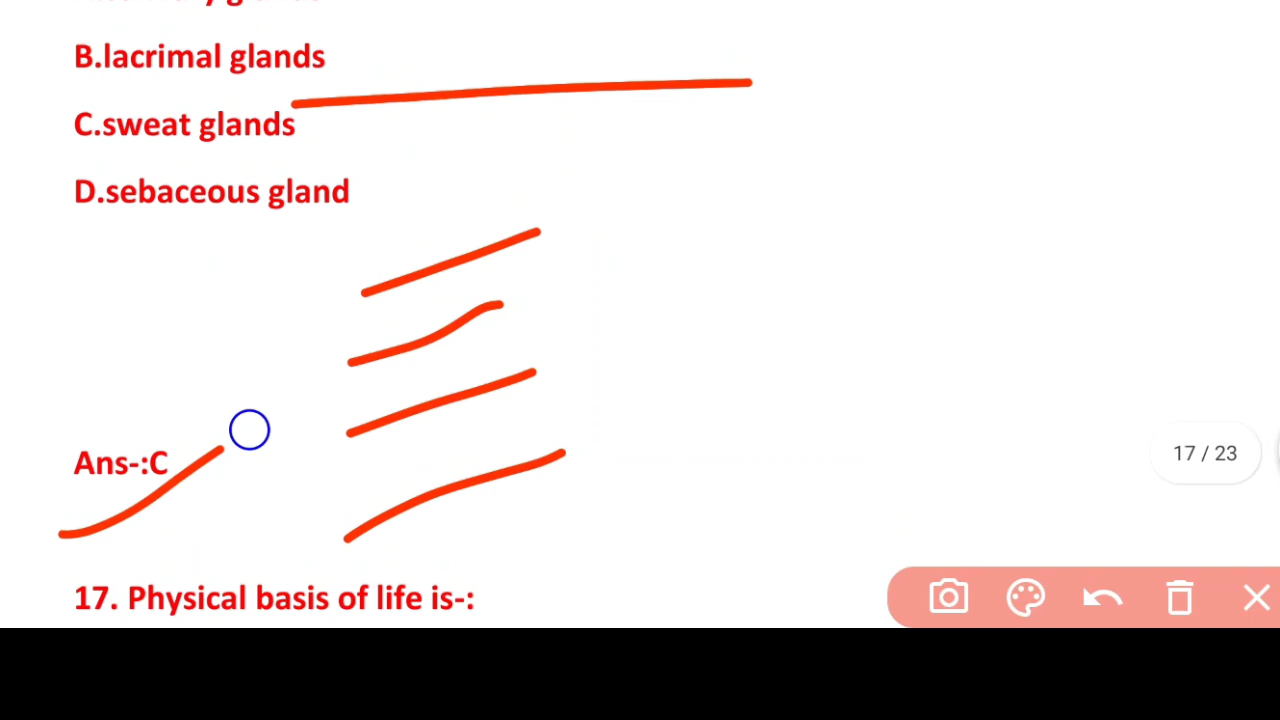 B.lacrimal glands
C.sweat glands
D.sebaceous gland
Ans-:C
17 / 23
17. Physical basis of life is-: